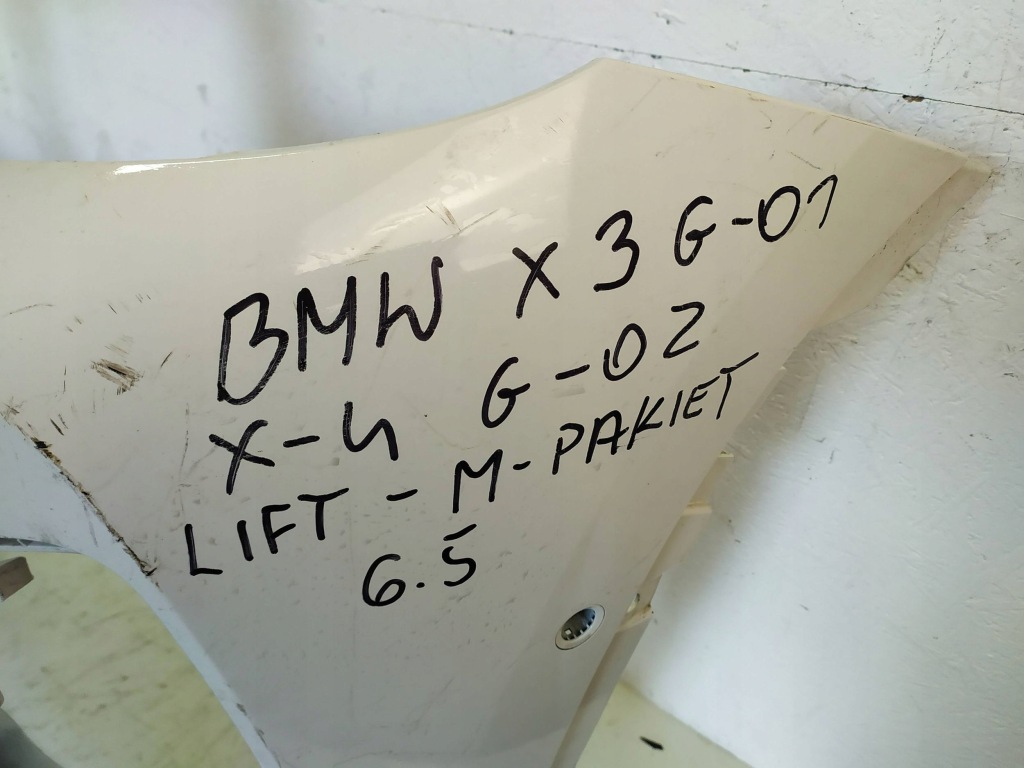 BMW X3 G-01
X-4 G-02
LIFT - M-PAKIET
6.5